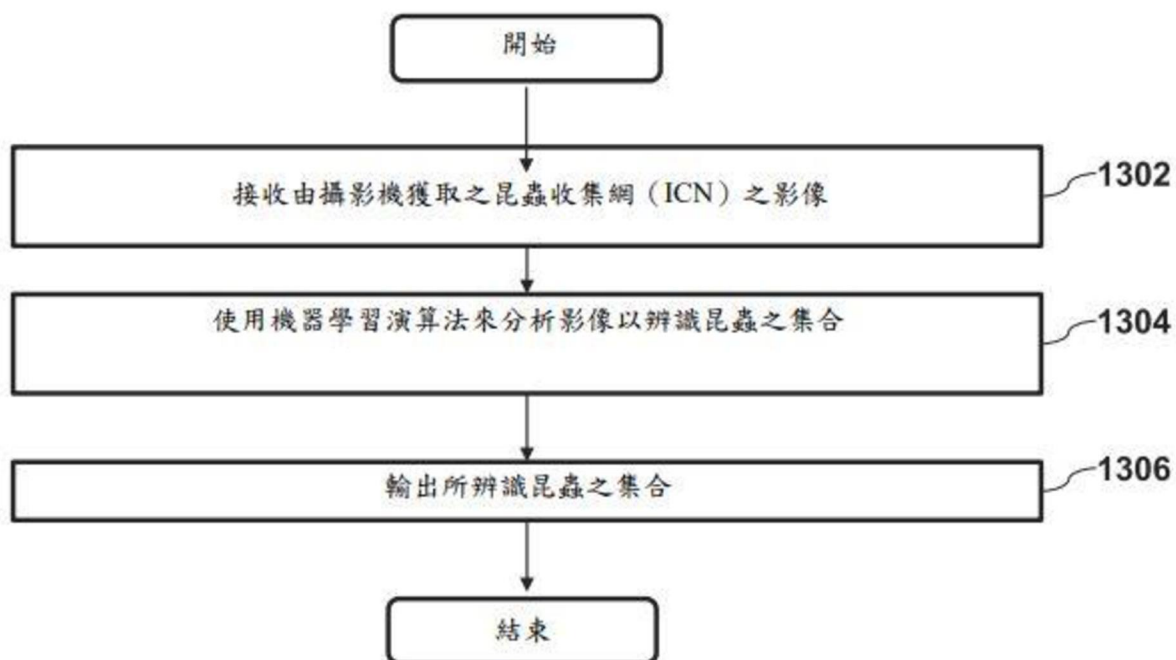 開始
接收由攝影機獲取之昆蟲收集網（ICN）之影像
1302
使用機器學習演算法來分析影像以辨識昆蟲之集合
1304
輸出所辨識昆蟲之集合
1306
結束